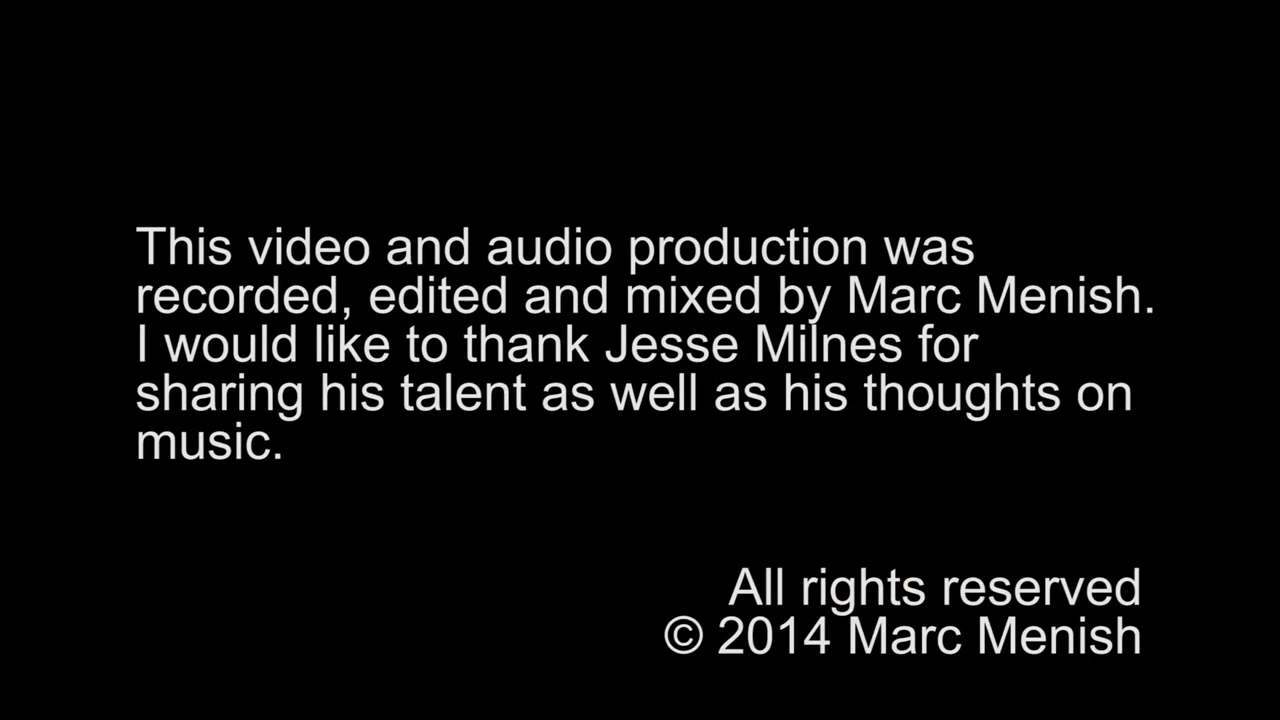 This video and audio production was
recorded, edited and mixed by Marc Menish.
I would like to thank Jesse Milnes for
sharing his talent as well as his thoughts on
music.
All rights reserved
© 2014 Marc Menish